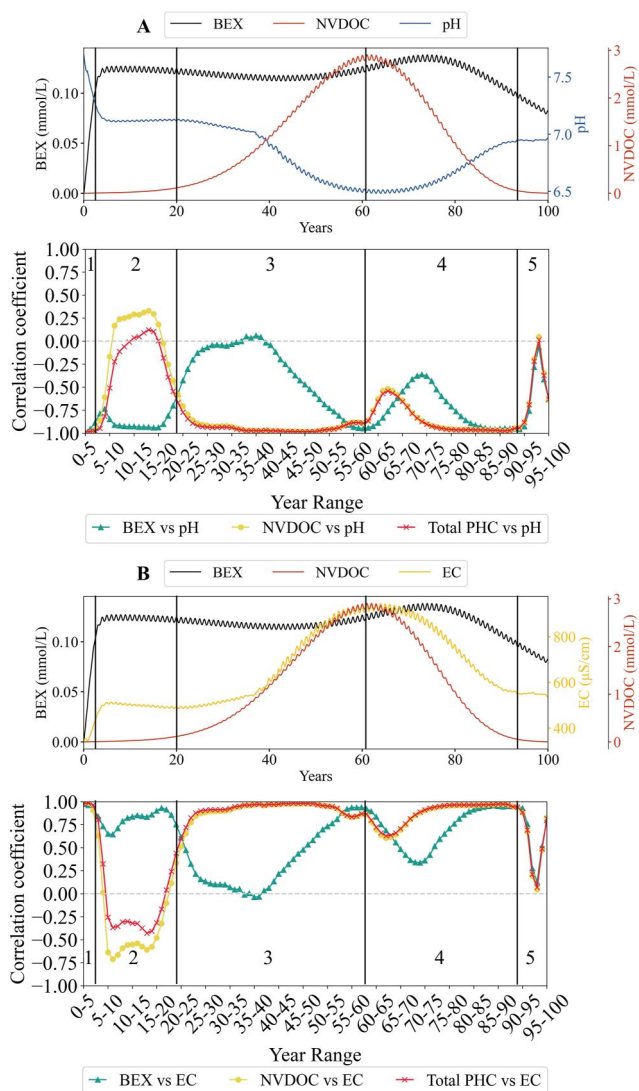 A
BEX NVDOC pH
BEX (mmol/L)
0.10
0.05
0.00
7.5
7.0
6.5
pH
3
2
1
0
NVDOC (mmol/L)
0 20 40 60 80 100
Years
Correlation coefficient
1.00
0.75
0.50
0.25
0.00
−0.25
−0.50
−0.75
−1.00
1 2 3 4 5
0-5 5-10 10-15 15-20 20-25 25-30 30-35 35-40 40-45 45-50 50-55 55-60 60-65 65-70 70-75 75-80 80-85 85-90 90-95 95-100
Year Range
BEX vs pH NVDOC vs pH Total PHC vs pH
B
BEX NVDOC EC
BEX (mmol/L)
0.10
0.05
0.00
800
600
400
EC (μS/cm)
3
2
1
0
NVDOC (mmol/L)
0 20 40 60 80 100
Years
Correlation coefficient
1.00
0.75
0.50
0.25
0.00
−0.25
−0.50
−0.75
−1.00
1 2 3 4 5
0-5 5-10 10-15 15-20 20-25 25-30 30-35 35-40 40-45 45-50 50-55 55-60 60-65 65-70 70-75 75-80 80-85 85-90 90-95 95-100
Year Range
BEX vs EC NVDOC vs EC Total PHC vs EC